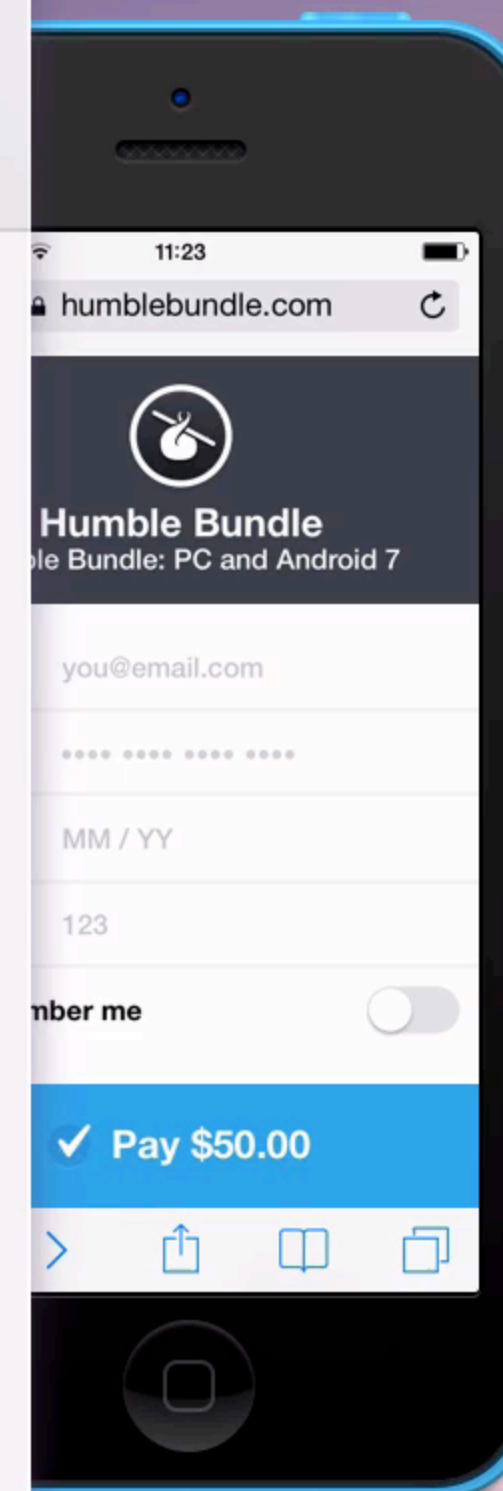 11:23
humblebundle.com
Humble Bundle
ble Bundle: PC and Android 7
you@email.com
•••• •••• •••• ••••
MM / YY
123
mber me
Pay $50.00